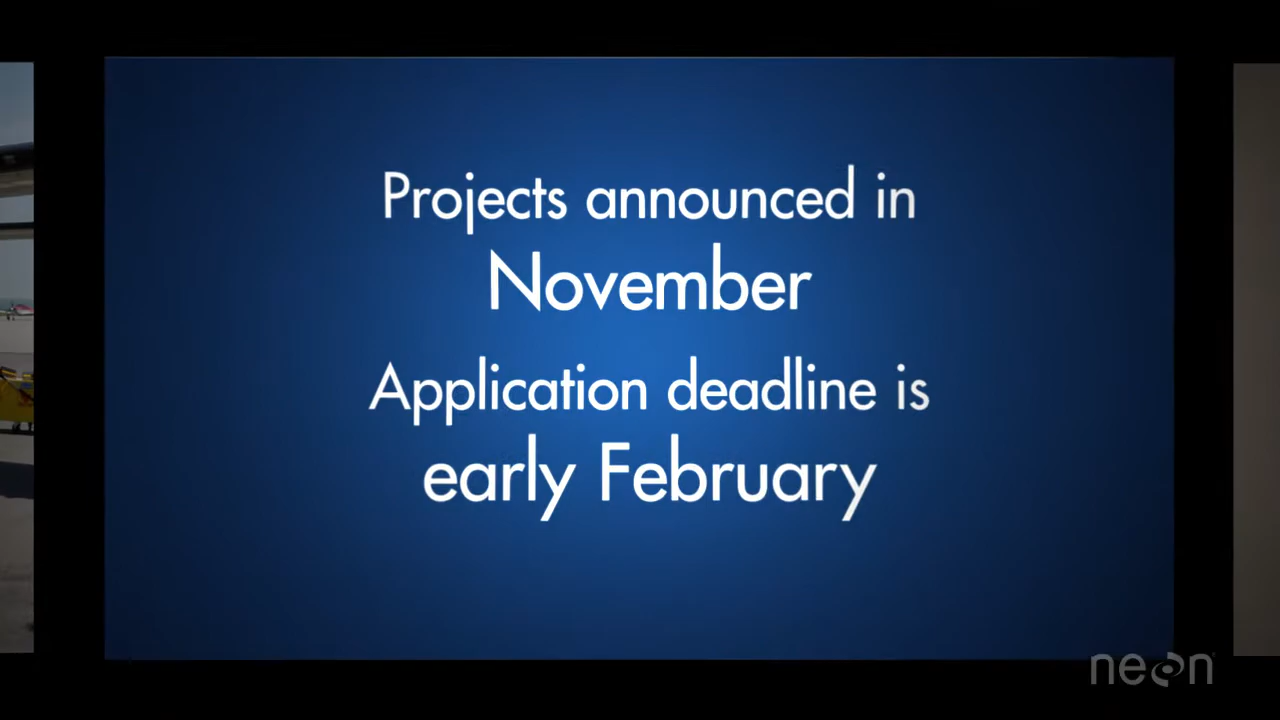 Projects announced in
November
Application deadline is
early February
neon